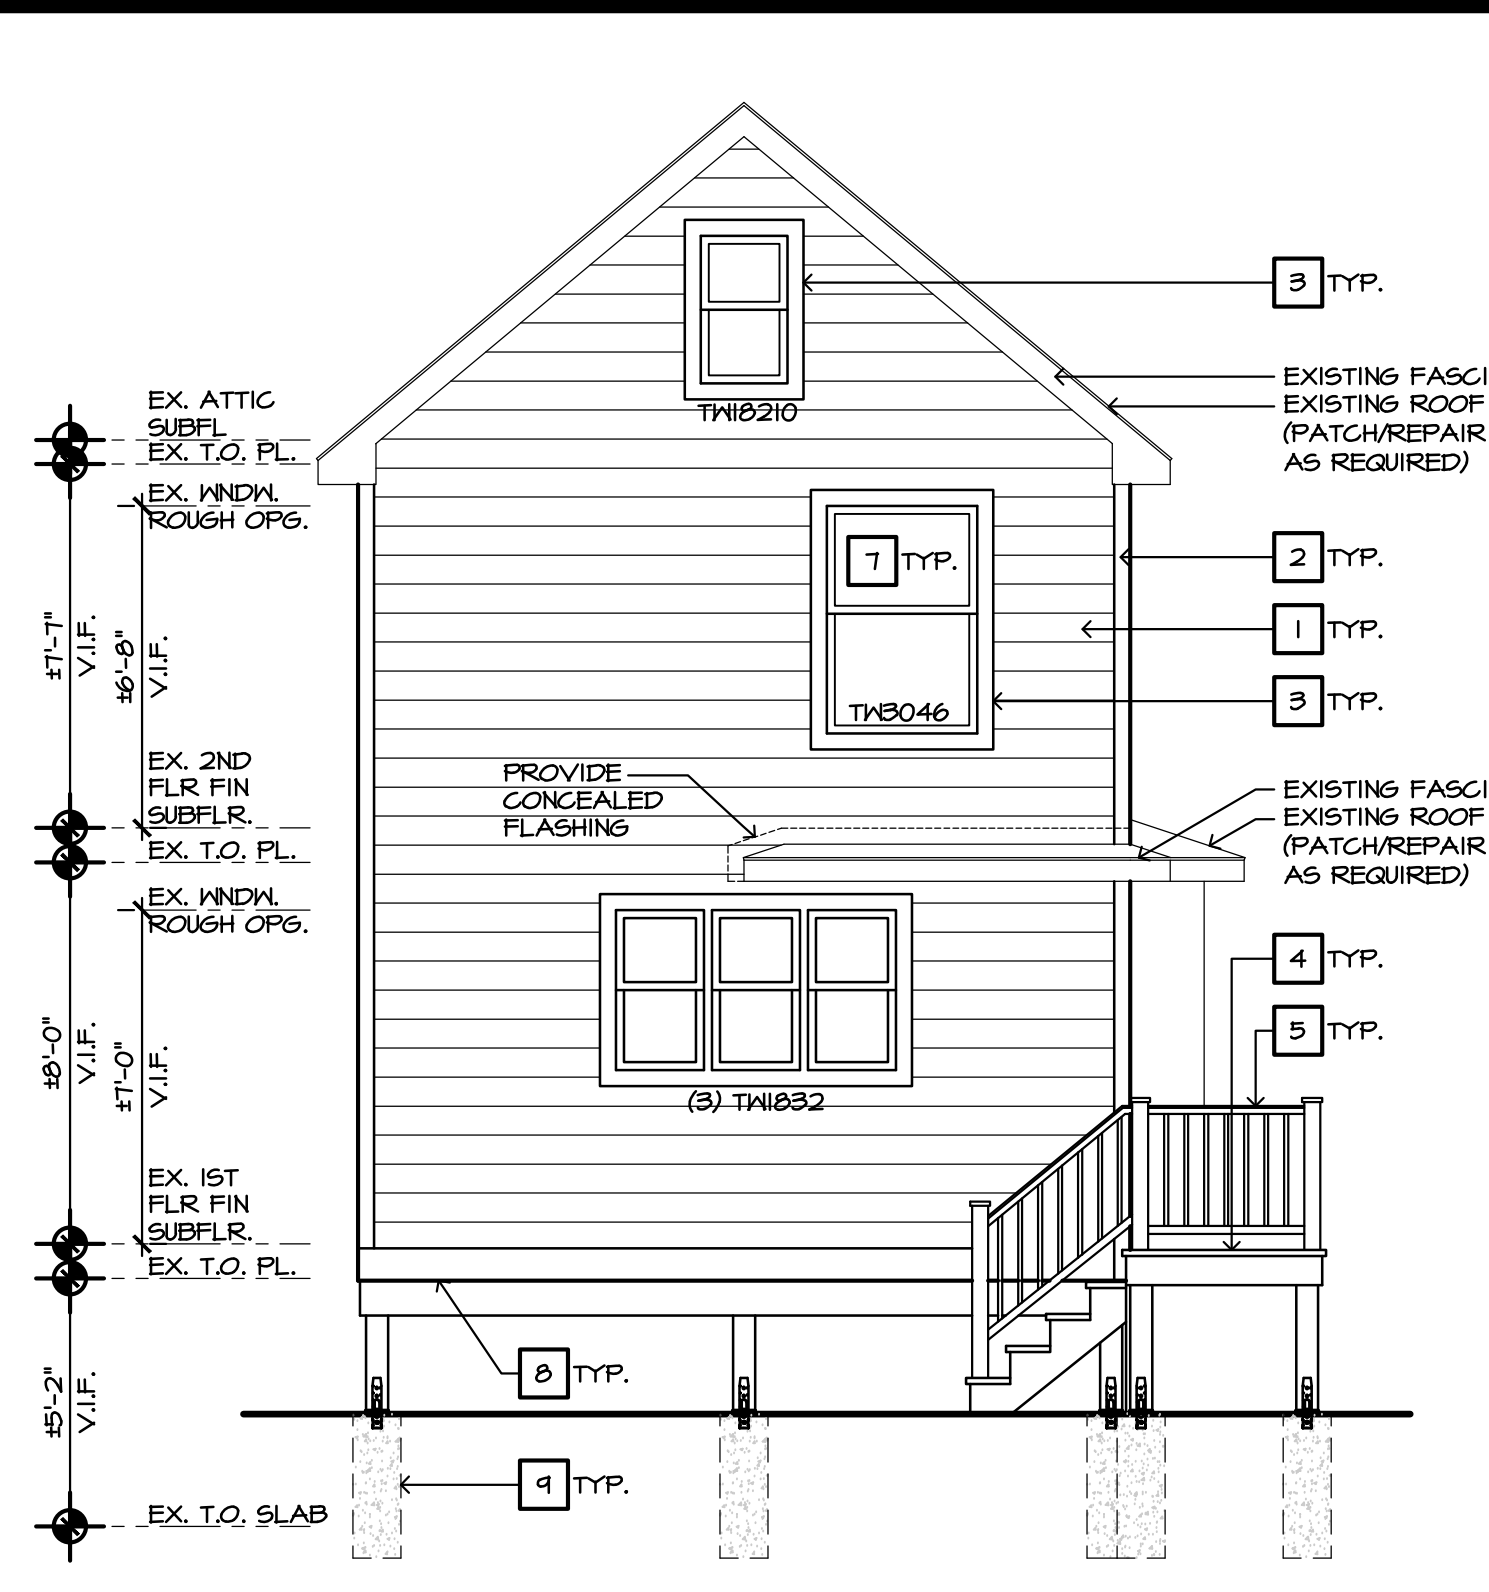 3 TYP.
EXISTING FASCI
EXISTING ROOF
(PATCH/REPAIR
AS REQUIRED)
TW18210
EX. ATTIC
SUBFL
EX. T.O. PL.
EX. WNDW.
ROUGH OPG.
±7'-7"
V.I.F.
±6'-8"
V.I.F.
7 TYP.
TW3046
2 TYP.
1 TYP.
3 TYP.
EX. 2ND
FLR FIN
SUBFLR.
EX. T.O. PL.
PROVIDE
CONCEALED
FLASHING
EXISTING FASCI
EXISTING ROOF
(PATCH/REPAIR
AS REQUIRED)
EX. WNDW.
ROUGH OPG.
±8'-0"
V.I.F.
±7'-0"
V.I.F.
(3) TW1832
4 TYP.
5 TYP.
EX. 1ST
FLR FIN
SUBFLR.
EX. T.O. PL.
±5'-2"
V.I.F.
8 TYP.
9 TYP.
EX. T.O. SLAB